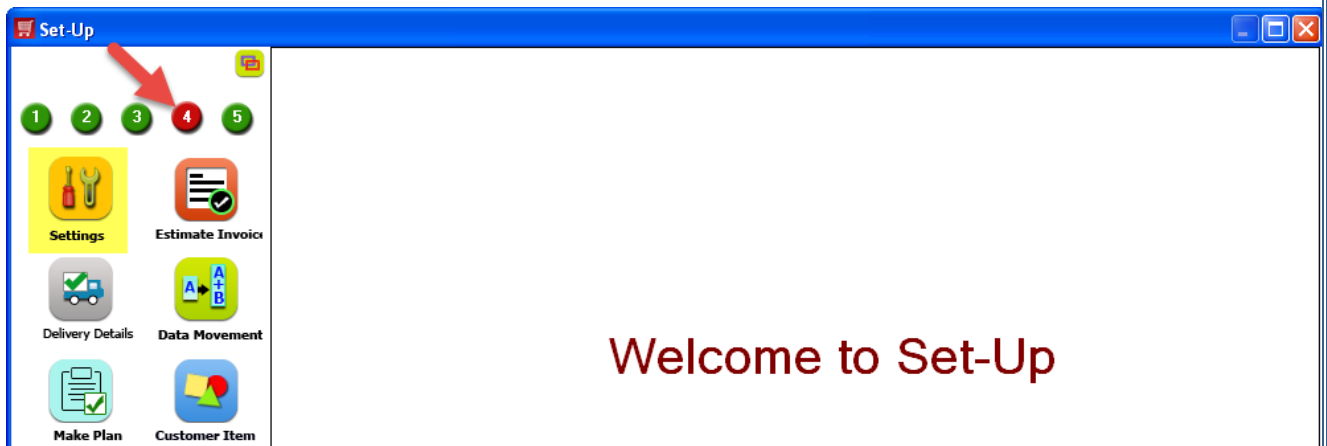 Set-Up
1 2 3 4 5
Settings Estimate Invoice
A A+B
Delivery Details Data Movement
Welcome to Set-Up
Make Plan Customer Item